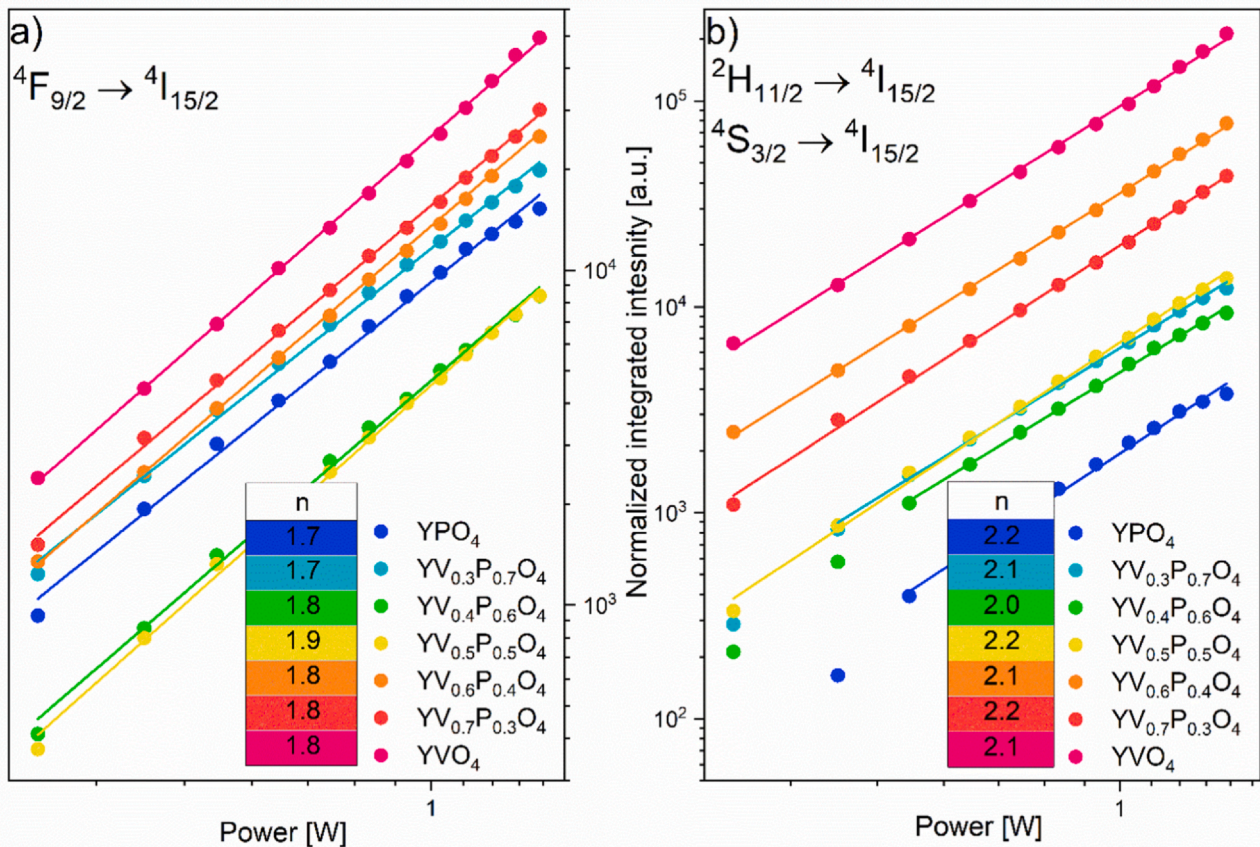 a)
⁴F₉/₂ → ⁴I₁₅/₂
10⁴
10³
n
1.7
1.7
1.8
1.9
1.8
1.8
1.8
YPO₄
YV₀.₃P₀.₇O₄
YV₀.₄P₀.₆O₄
YV₀.₅P₀.₅O₄
YV₀.₆P₀.₄O₄
YV₀.₇P₀.₃O₄
YVO₄
1
Power [W]
b)
²H₁₁/₂ → ⁴I₁₅/₂
⁴S₃/₂ → ⁴I₁₅/₂
Normalized integrated intesnity [a.u.]
10⁵
10⁴
10³
10²
n
2.2
2.1
2.0
2.2
2.1
2.2
2.1
YPO₄
YV₀.₃P₀.₇O₄
YV₀.₄P₀.₆O₄
YV₀.₅P₀.₅O₄
YV₀.₆P₀.₄O₄
YV₀.₇P₀.₃O₄
YVO₄
1
Power [W]